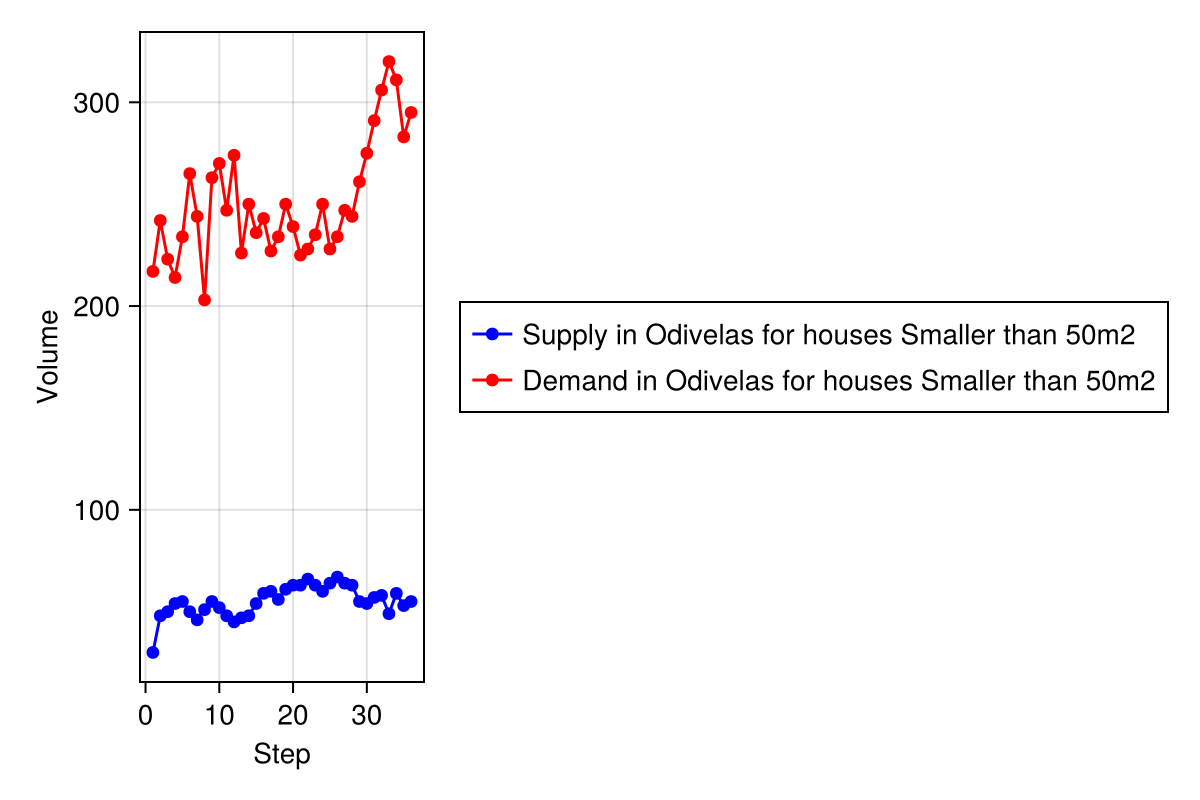 300
200
100
Volume
0 10 20 30
Step
Supply in Odivelas for houses Smaller than 50m2
Demand in Odivelas for houses Smaller than 50m2